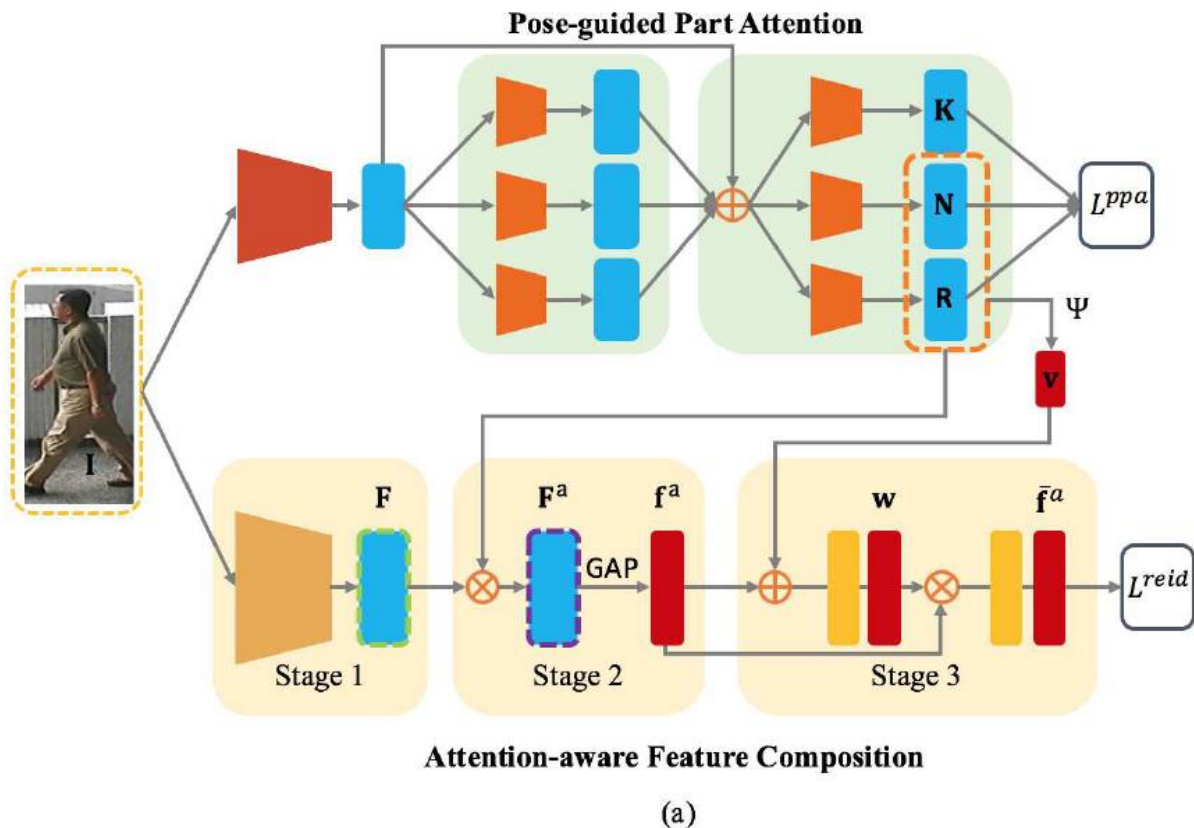 Pose-guided Part Attention
K
N
R
L^{ppa}
Ψ
v
I
F
F^a
GAP
f^a
w
f̄^a
L^{reid}
Stage 1
Stage 2
Stage 3
Attention-aware Feature Composition
(a)